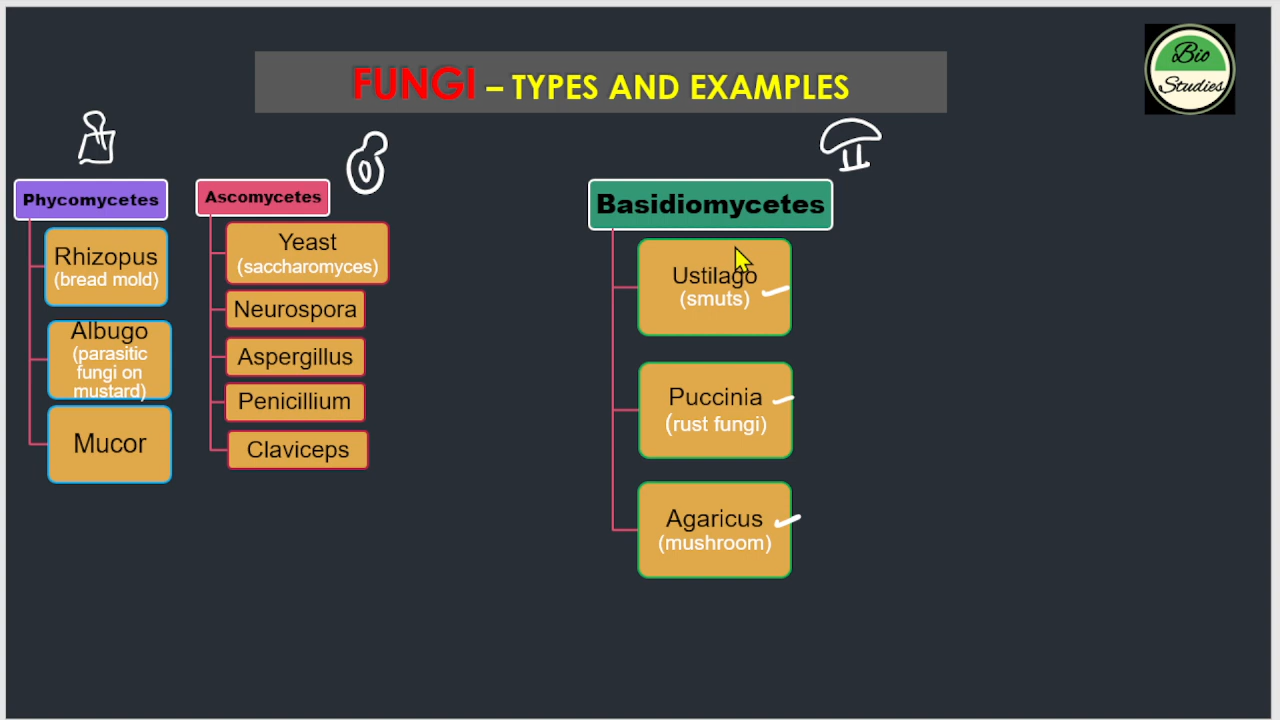 FUNGI – TYPES AND EXAMPLES
Bio
Studies
Phycomycetes
Rhizopus
(bread mold)
Albugo
(parasitic
fungi on
mustard)
Mucor
Ascomycetes
Yeast
(saccharomyces)
Neurospora
Aspergillus
Penicillium
Claviceps
Basidiomycetes
Ustilago
(smuts)
Puccinia
(rust fungi)
Agaricus
(mushroom)